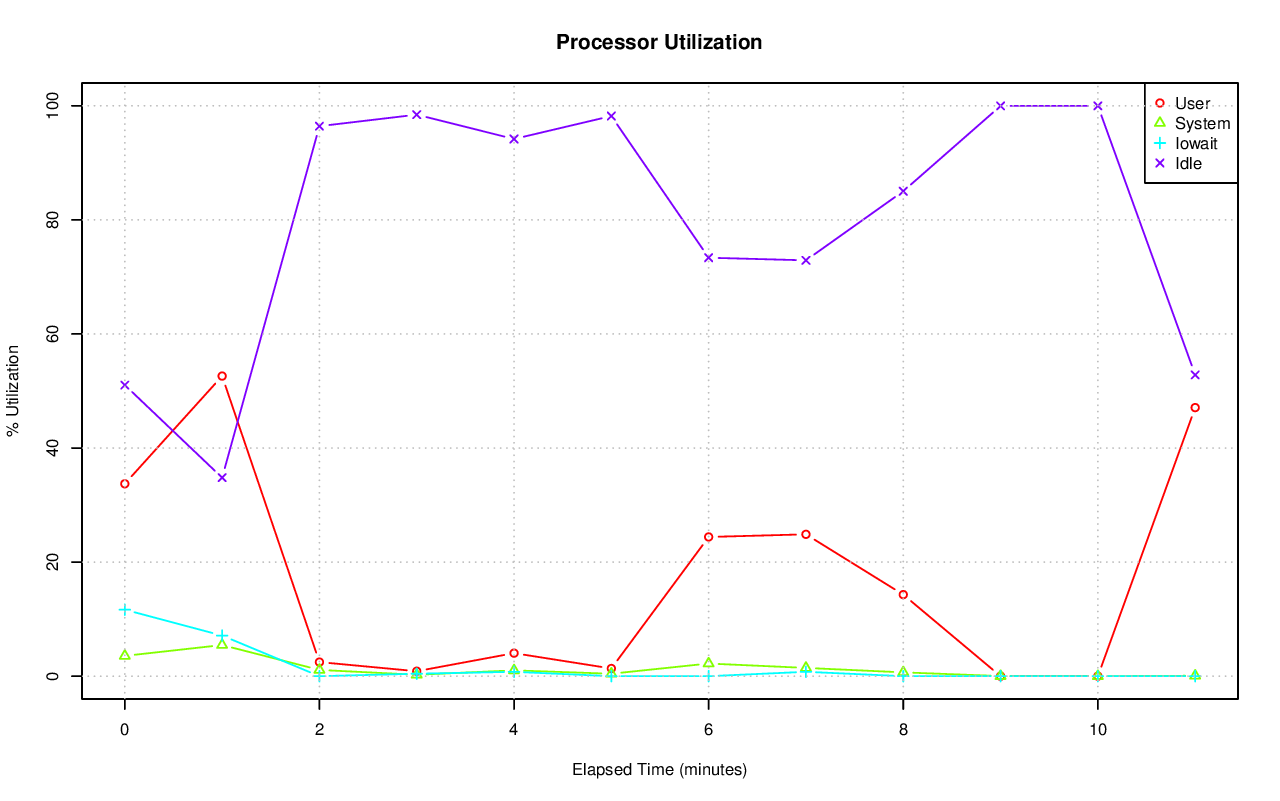 Processor Utilization
100
80
60
40
20
0
% Utilization
User
System
Iowait
Idle
0 2 4 6 8 10
Elapsed Time (minutes)